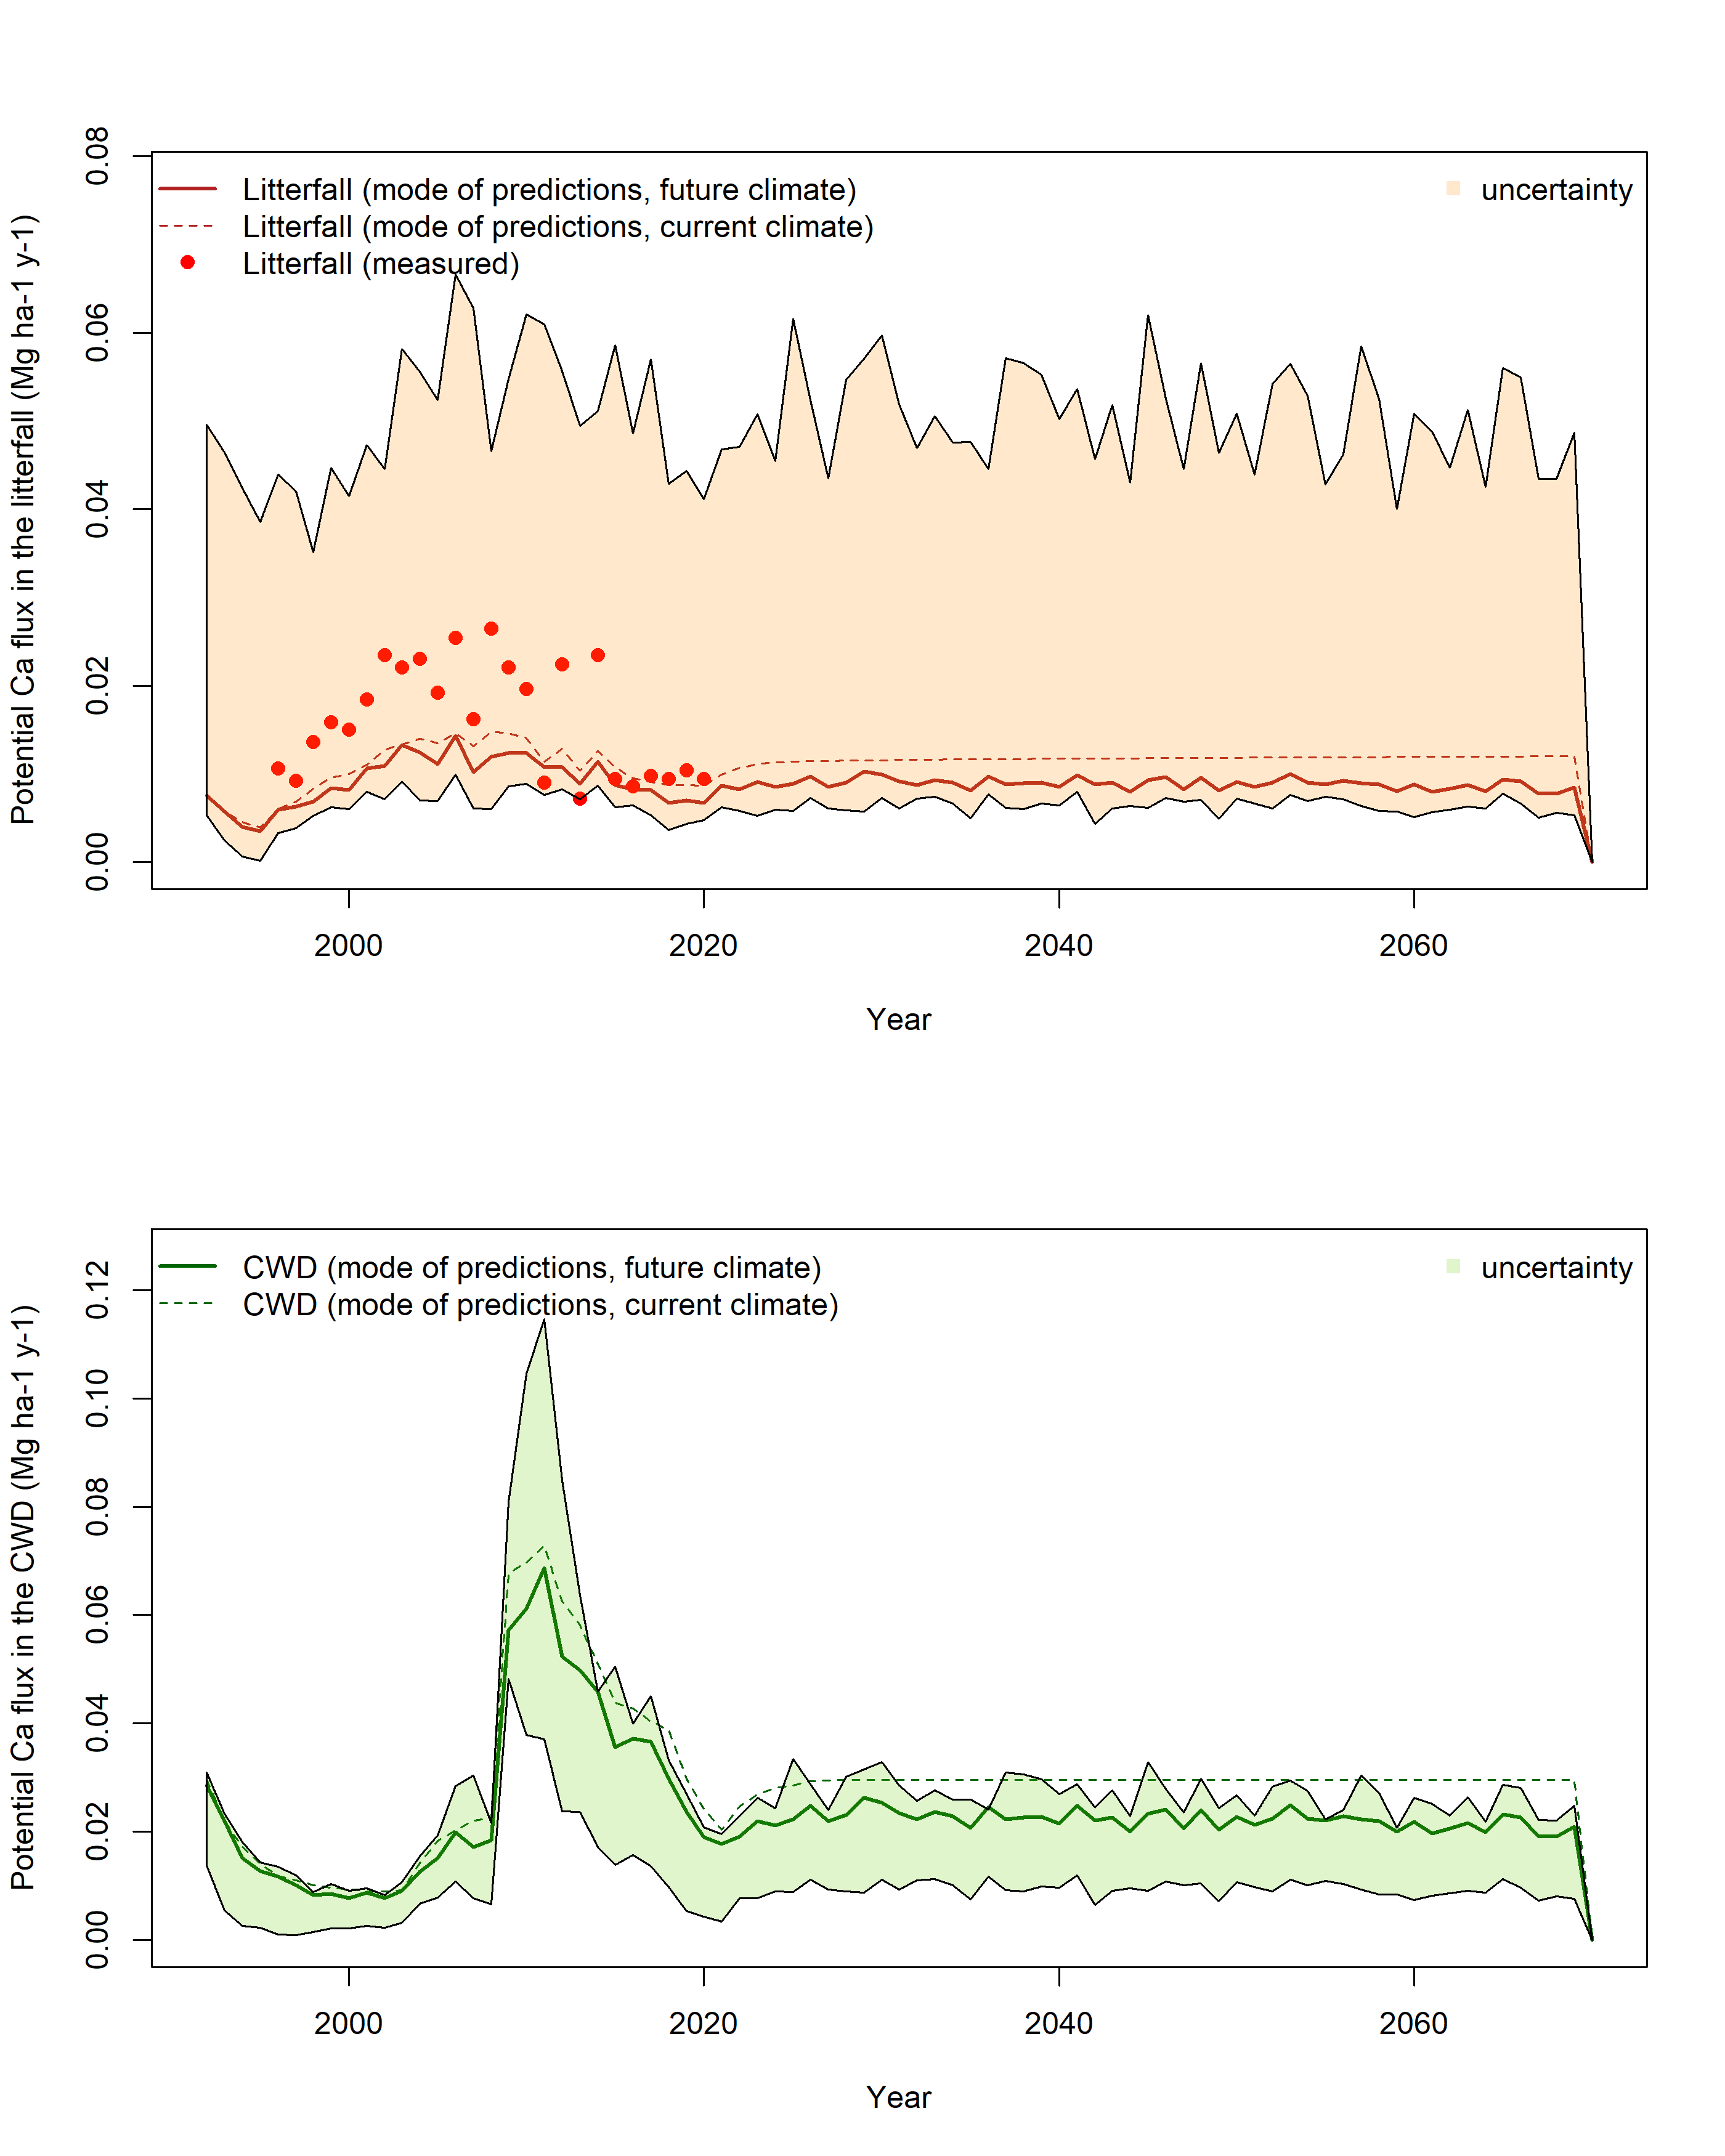 Potential Ca flux in the litterfall (Mg ha-1 y-1)
0.00 0.02 0.04 0.06 0.08
Litterfall (mode of predictions, future climate)
Litterfall (mode of predictions, current climate)
Litterfall (measured)
uncertainty
2000 2020 2040 2060
Year
Potential Ca flux in the CWD (Mg ha-1 y-1)
0.00 0.02 0.04 0.06 0.08 0.10 0.12
CWD (mode of predictions, future climate)
CWD (mode of predictions, current climate)
uncertainty
2000 2020 2040 2060
Year